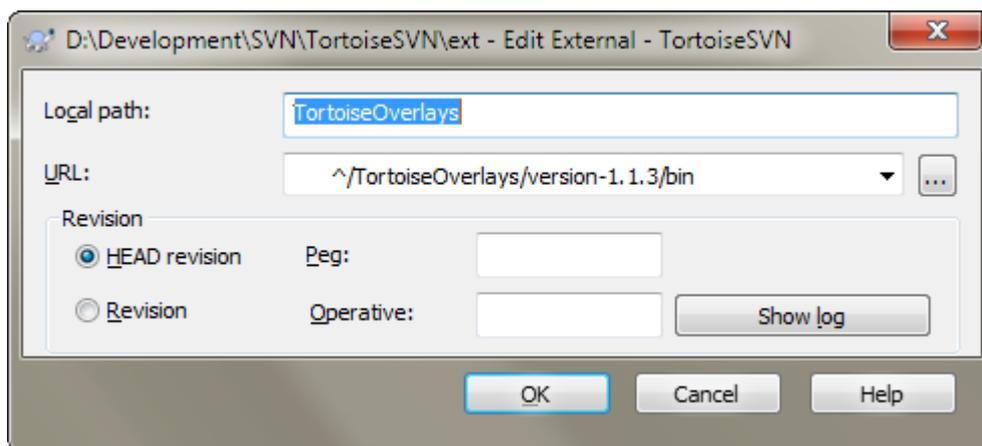 D:\Development\SVN\TortoiseSVN\ext - Edit External - TortoiseSVN
Local path: TortoiseOverlays
URL: ^/TortoiseOverlays/version-1.1.3/bin ...
Revision
HEAD revision Peg:
Revision Operative: Show log
OK Cancel Help